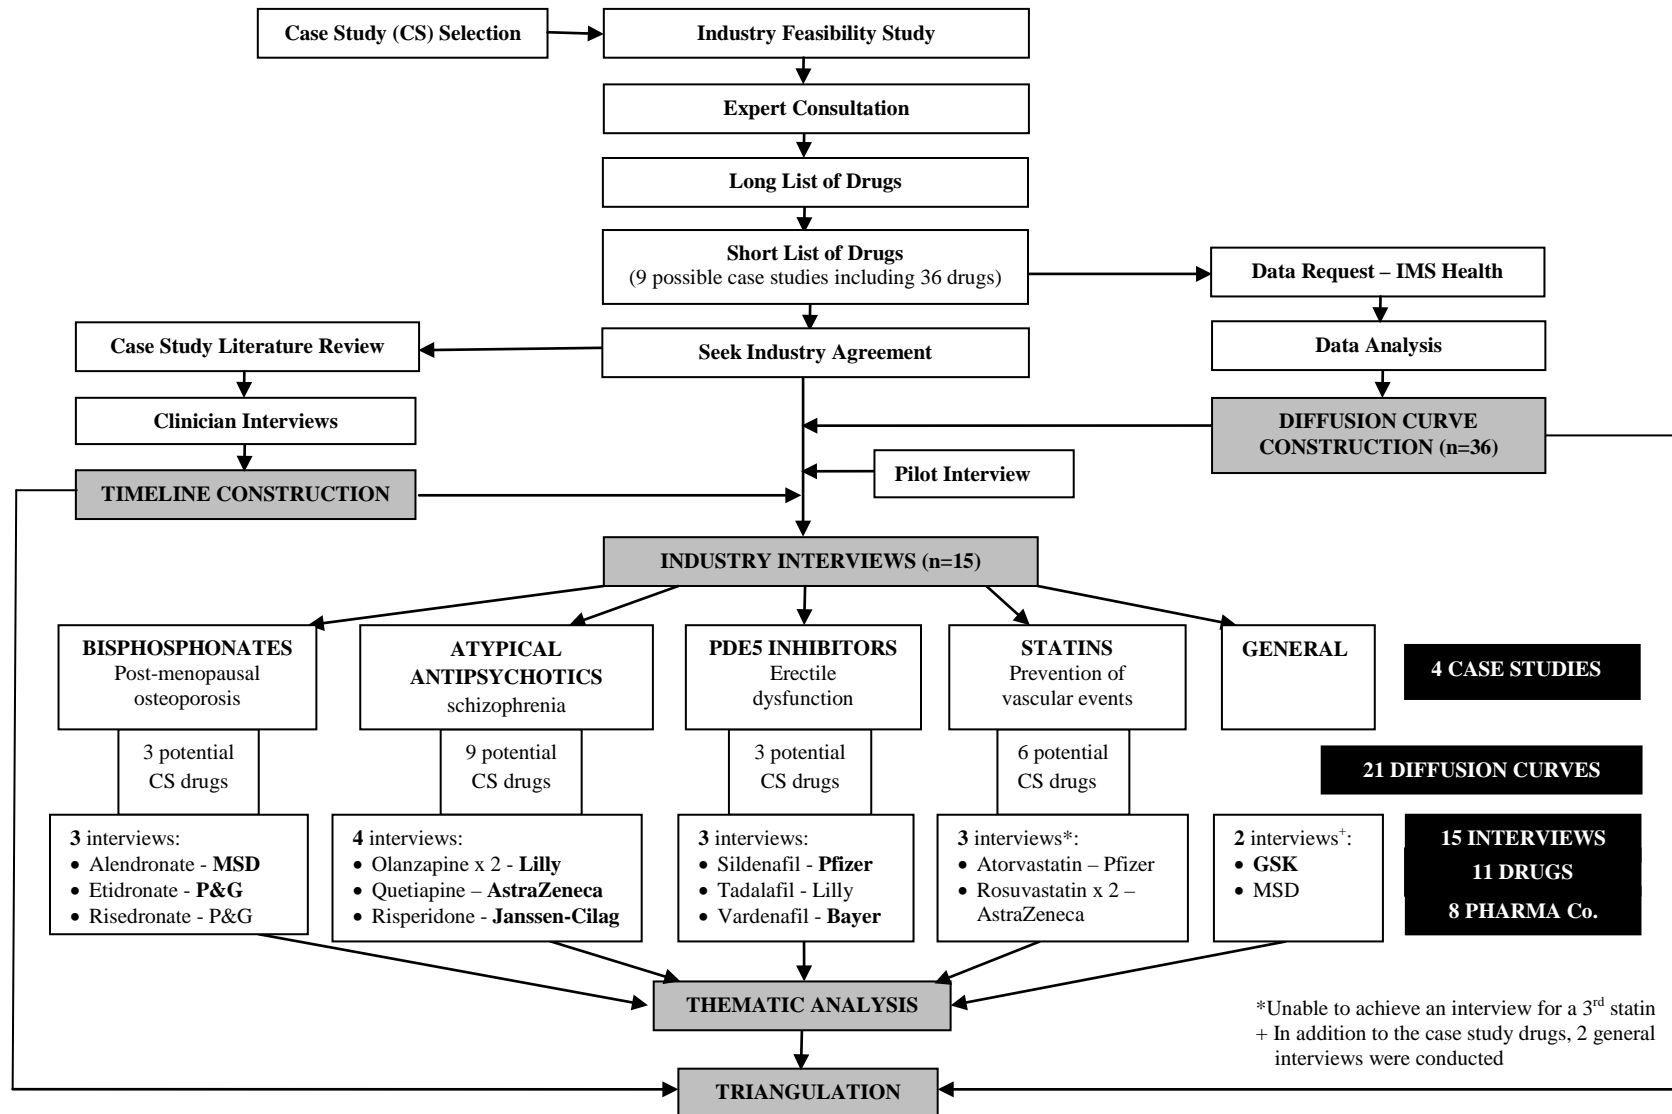 Case Study (CS) Selection
Industry Feasibility Study
Expert Consultation
Long List of Drugs
Short List of Drugs
(9 possible case studies including 36 drugs)
Data Request – IMS Health
Case Study Literature Review
Seek Industry Agreement
Data Analysis
Clinician Interviews
DIFFUSION CURVE
CONSTRUCTION (n=36)
Pilot Interview
TIMELINE CONSTRUCTION
INDUSTRY INTERVIEWS (n=15)
BISPHOSPHONATES
Post-menopausal
osteoporosis
ATYPICAL
ANTIPSYCHOTICS
schizophrenia
PDE5 INHIBITORS
Erectile
dysfunction
STATINS
Prevention of
vascular events
GENERAL
4 CASE STUDIES
3 potential
CS drugs
9 potential
CS drugs
3 potential
CS drugs
6 potential
CS drugs
21 DIFFUSION CURVES
3 interviews:
• Alendronate - MSD
• Etidronate - P&G
• Risedronate - P&G
4 interviews:
• Olanzapine x 2 - Lilly
• Quetiapine – AstraZeneca
• Risperidone - Janssen-Cilag
3 interviews:
• Sildenafil - Pfizer
• Tadalafil - Lilly
• Vardenafil - Bayer
3 interviews*:
• Atorvastatin – Pfizer
• Rosuvastatin x 2 –
AstraZeneca
2 interviews+:
• GSK
• MSD
15 INTERVIEWS
11 DRUGS
8 PHARMA Co.
THEMATIC ANALYSIS
*Unable to achieve an interview for a 3rd statin
+ In addition to the case study drugs, 2 general
interviews were conducted
TRIANGULATION